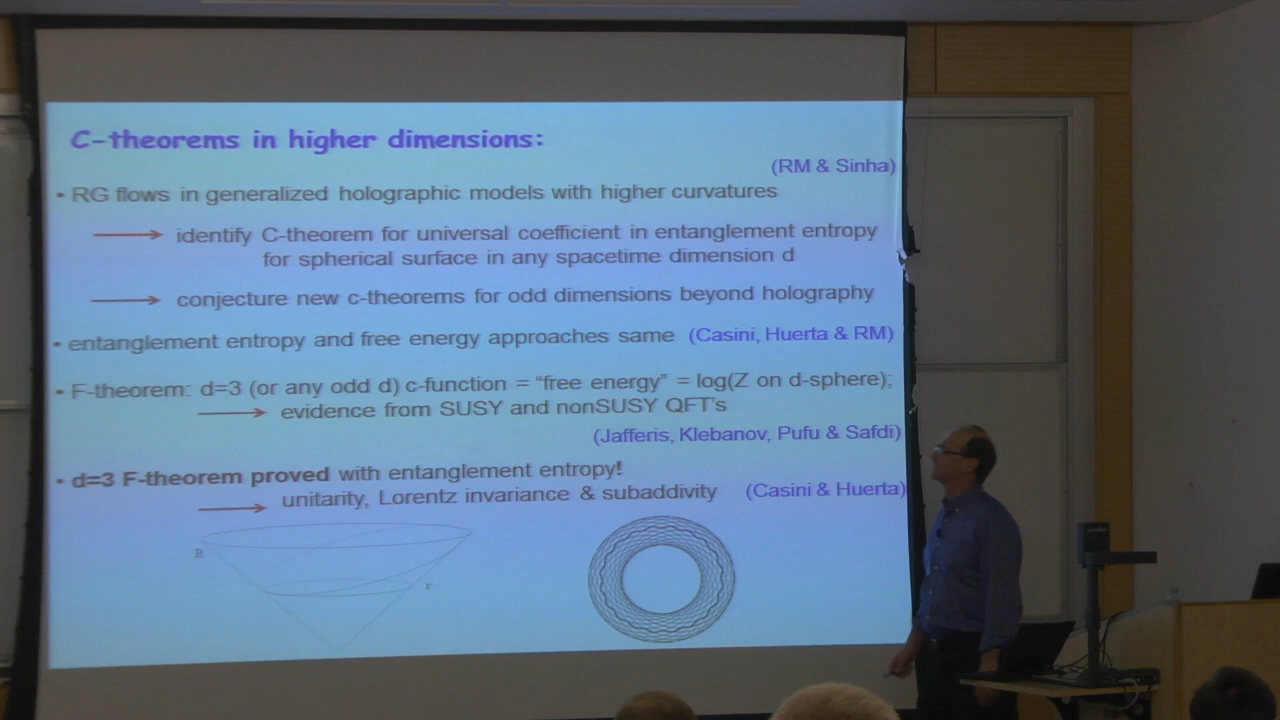 C-theorems in higher dimensions:
(RM & Sinha)
• RG flows in generalized holographic models with higher curvatures
identify C-theorem for universal coefficient in entanglement entropy
for spherical surface in any spacetime dimension d
conjecture new c-theorems for odd dimensions beyond holography
• entanglement entropy and free energy approaches same (Casini, Huerta & RM)
• F-theorem: d=3 (or any odd d) c-function = “free energy” = log(Z on d-sphere);
evidence from SUSY and nonSUSY QFT's
(Jafferis, Klebanov, Pufu & Safdi)
• d=3 F-theorem proved with entanglement entropy!
unitarity, Lorentz invariance & subaddivity (Casini & Huerta)
R
r